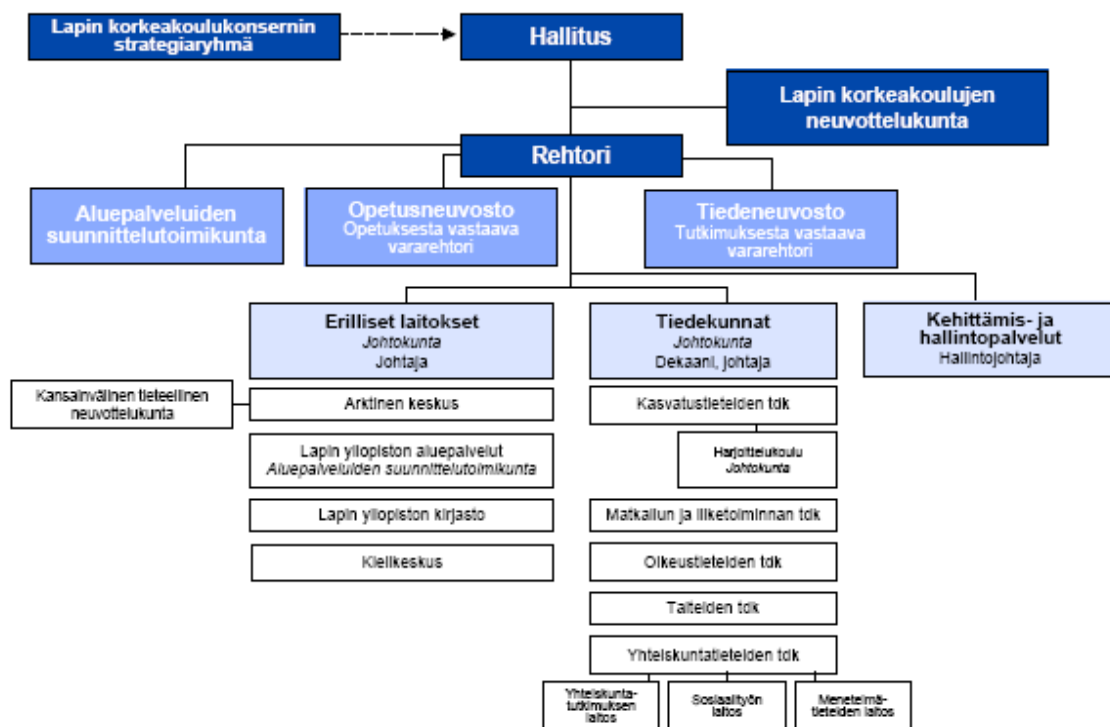 Lapin korkeakoulukonsernin
strategiaryhmä
Hallitus
Lapin korkeakoulujen
neuvottelukunta
Rehtori
Aluepalveluiden
suunnittelutoimikunta
Opetusneuvosto
Opetuksesta vastaava
vararehtori
Tiedeneuvosto
Tutkimuksesta vastaava
vararehtori
Erilliset laitokset
Johtokunta
Johtaja
Tiedekunnat
Johtokunta
Dekaani, johtaja
Kehittämis- ja
hallintopalvelut
Hallintojohtaja
Kansainvälinen tieteellinen
neuvottelukunta
Arktinen keskus
Kasvatustieteiden tdk
Lapin yliopiston aluepalvelut
Aluepalveluiden suunnittelutoimikunta
Harjoittelukoulu
Johtokunta
Lapin yliopiston kirjasto
Matkailun ja liiketoiminnan tdk
Kielikeskus
Oikeustieteiden tdk
Taiteiden tdk
Yhteiskuntatieteiden tdk
Yhteiskunta-
tutkimuksen
laitos
Sosiaalityön
laitos
Menetelmä-
tieteiden laitos